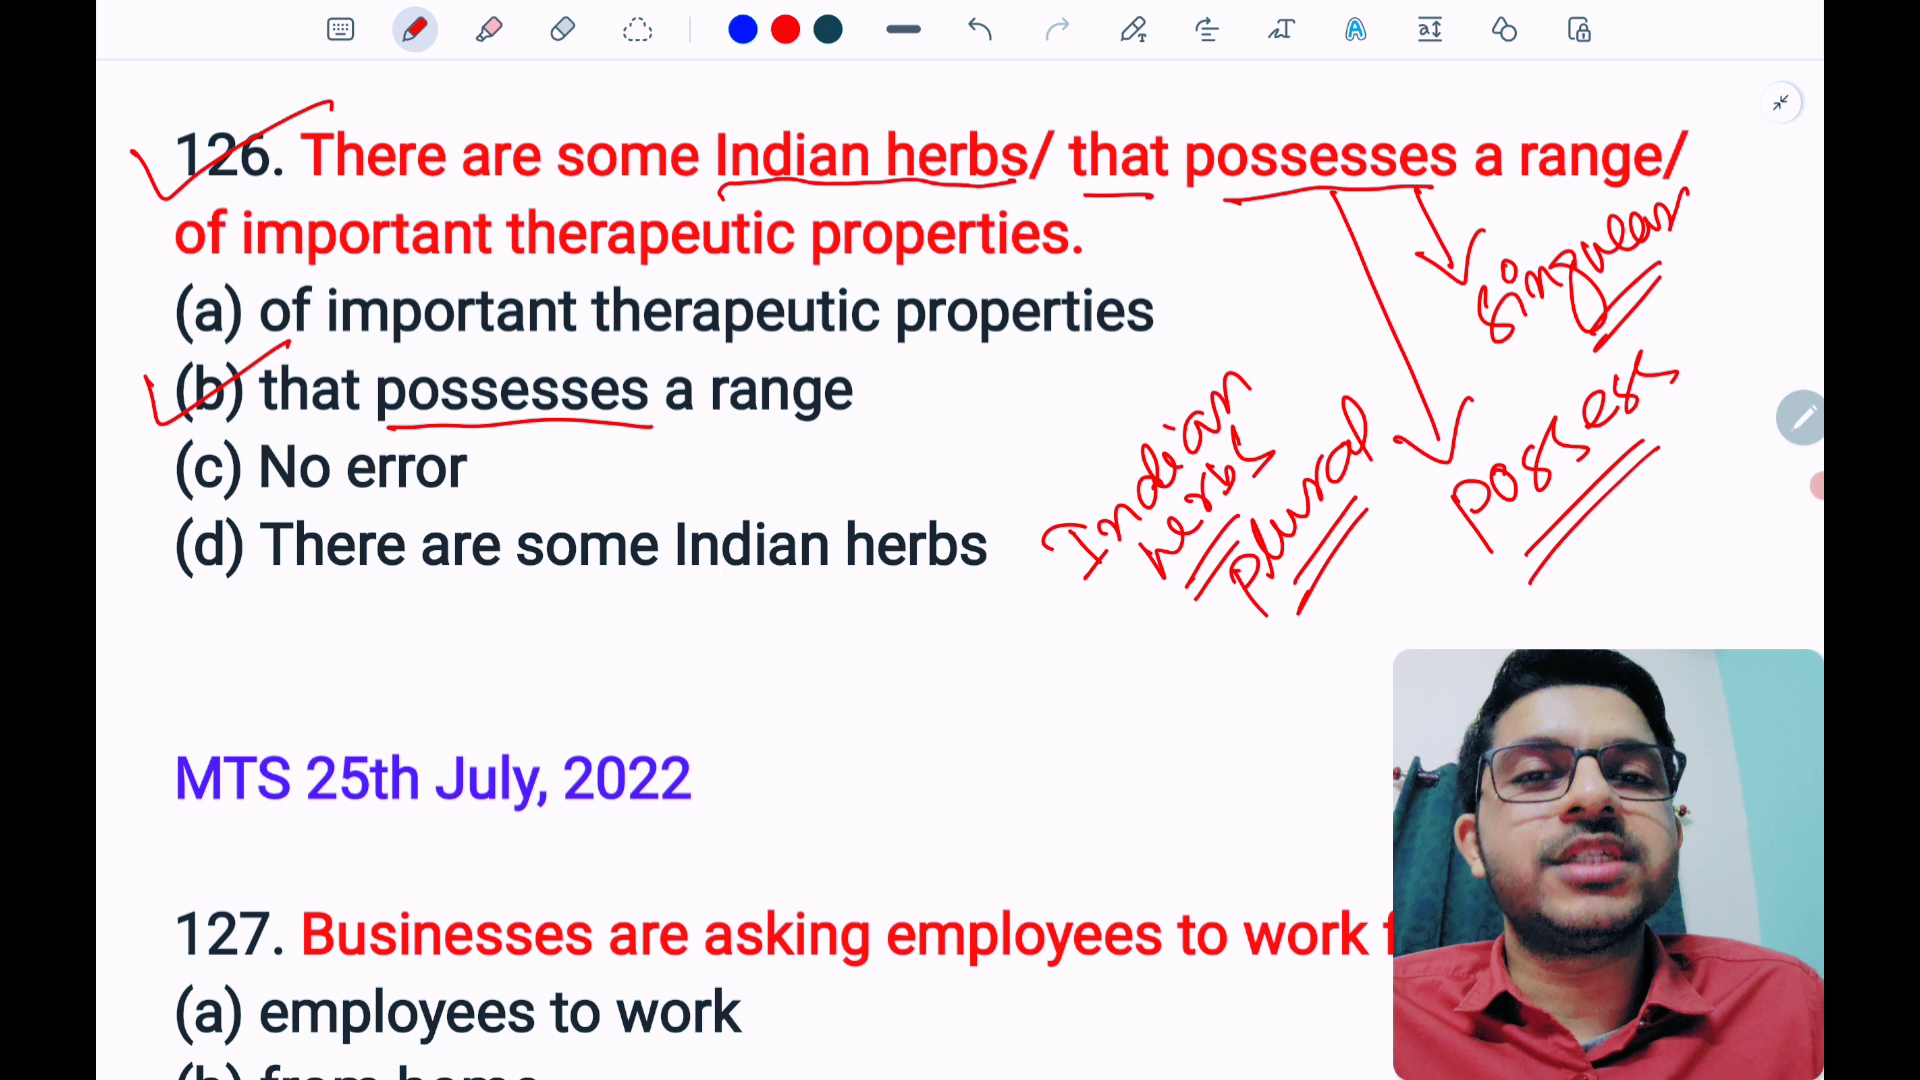 126. There are some Indian herbs/ that possesses a range/
of important therapeutic properties.
(a) of important therapeutic properties
(b) that possesses a range
(c) No error
(d) There are some Indian herbs
singular
possess
Indian
herbs
plural
MTS 25th July, 2022
127. Businesses are asking employees to work f
(a) employees to work
(b) from home